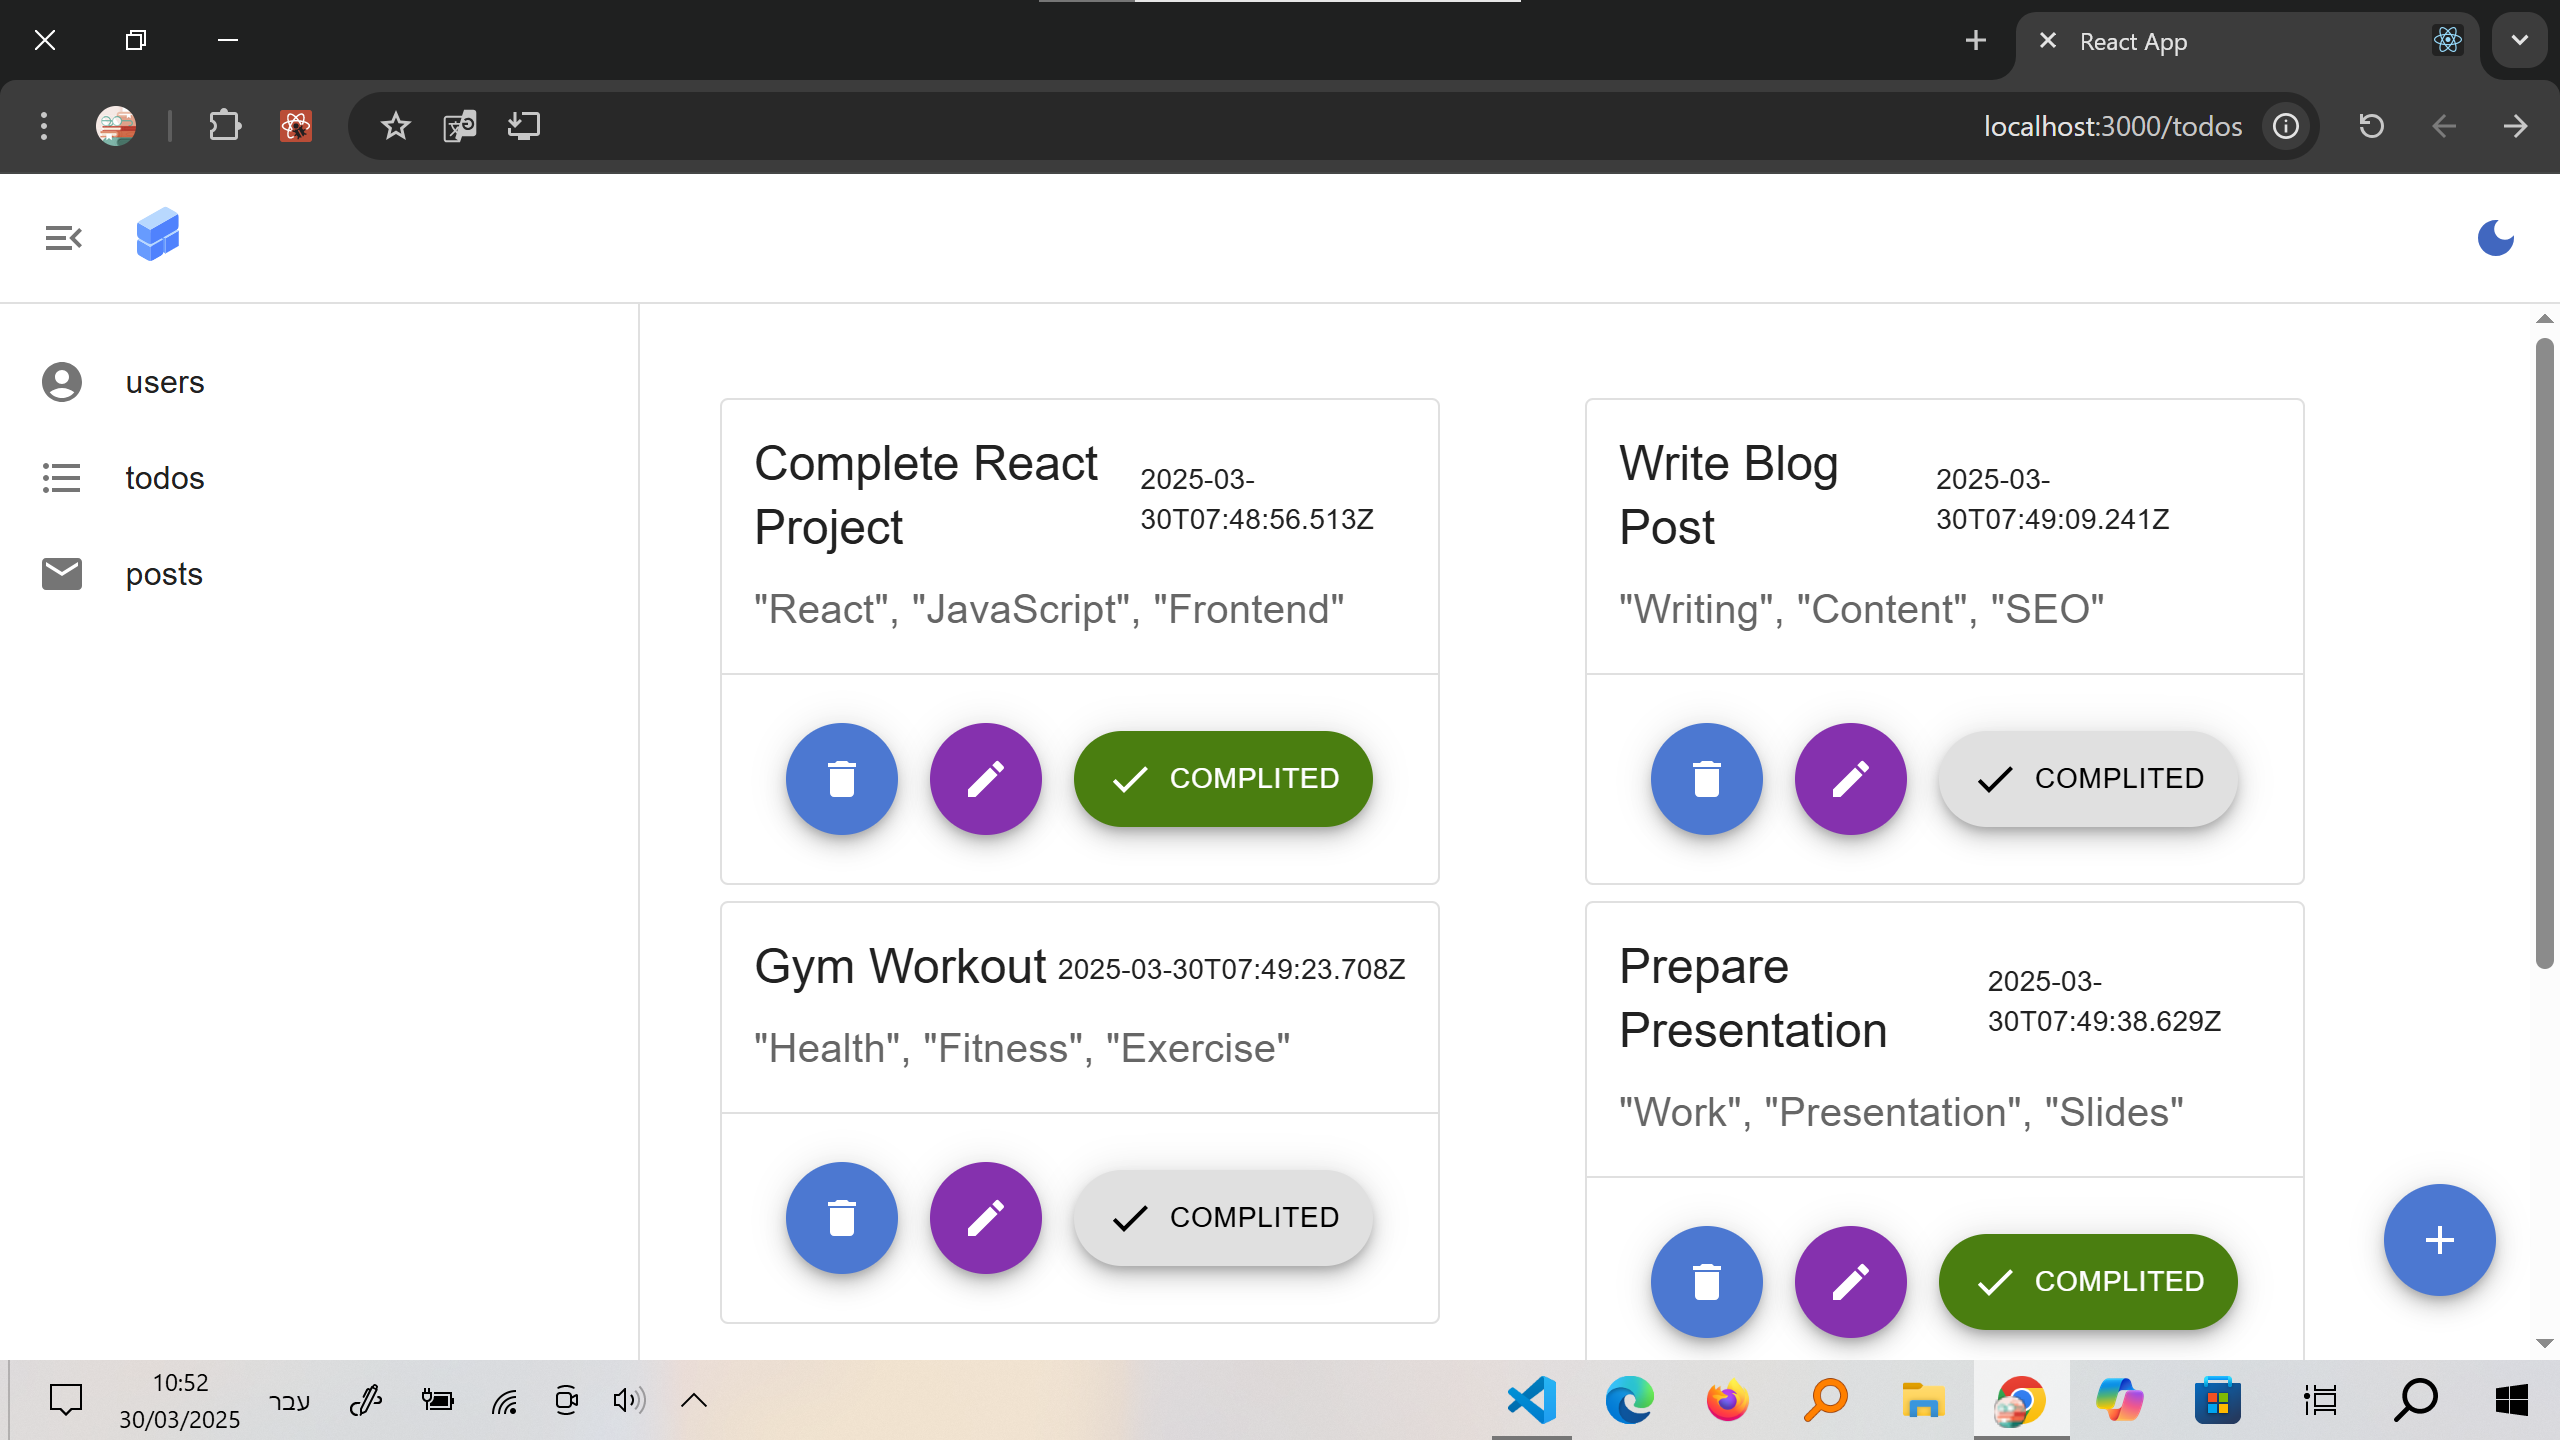 React App
localhost:3000/todos
users
todos
posts
Complete React
Project
2025-03-
30T07:48:56.513Z
"React", "JavaScript", "Frontend"
COMPLITED
Write Blog
Post
2025-03-
30T07:49:09.241Z
"Writing", "Content", "SEO"
COMPLITED
Gym Workout 2025-03-30T07:49:23.708Z
"Health", "Fitness", "Exercise"
COMPLITED
Prepare
Presentation
2025-03-
30T07:49:38.629Z
"Work", "Presentation", "Slides"
COMPLITED
10:52
30/03/2025
עבר